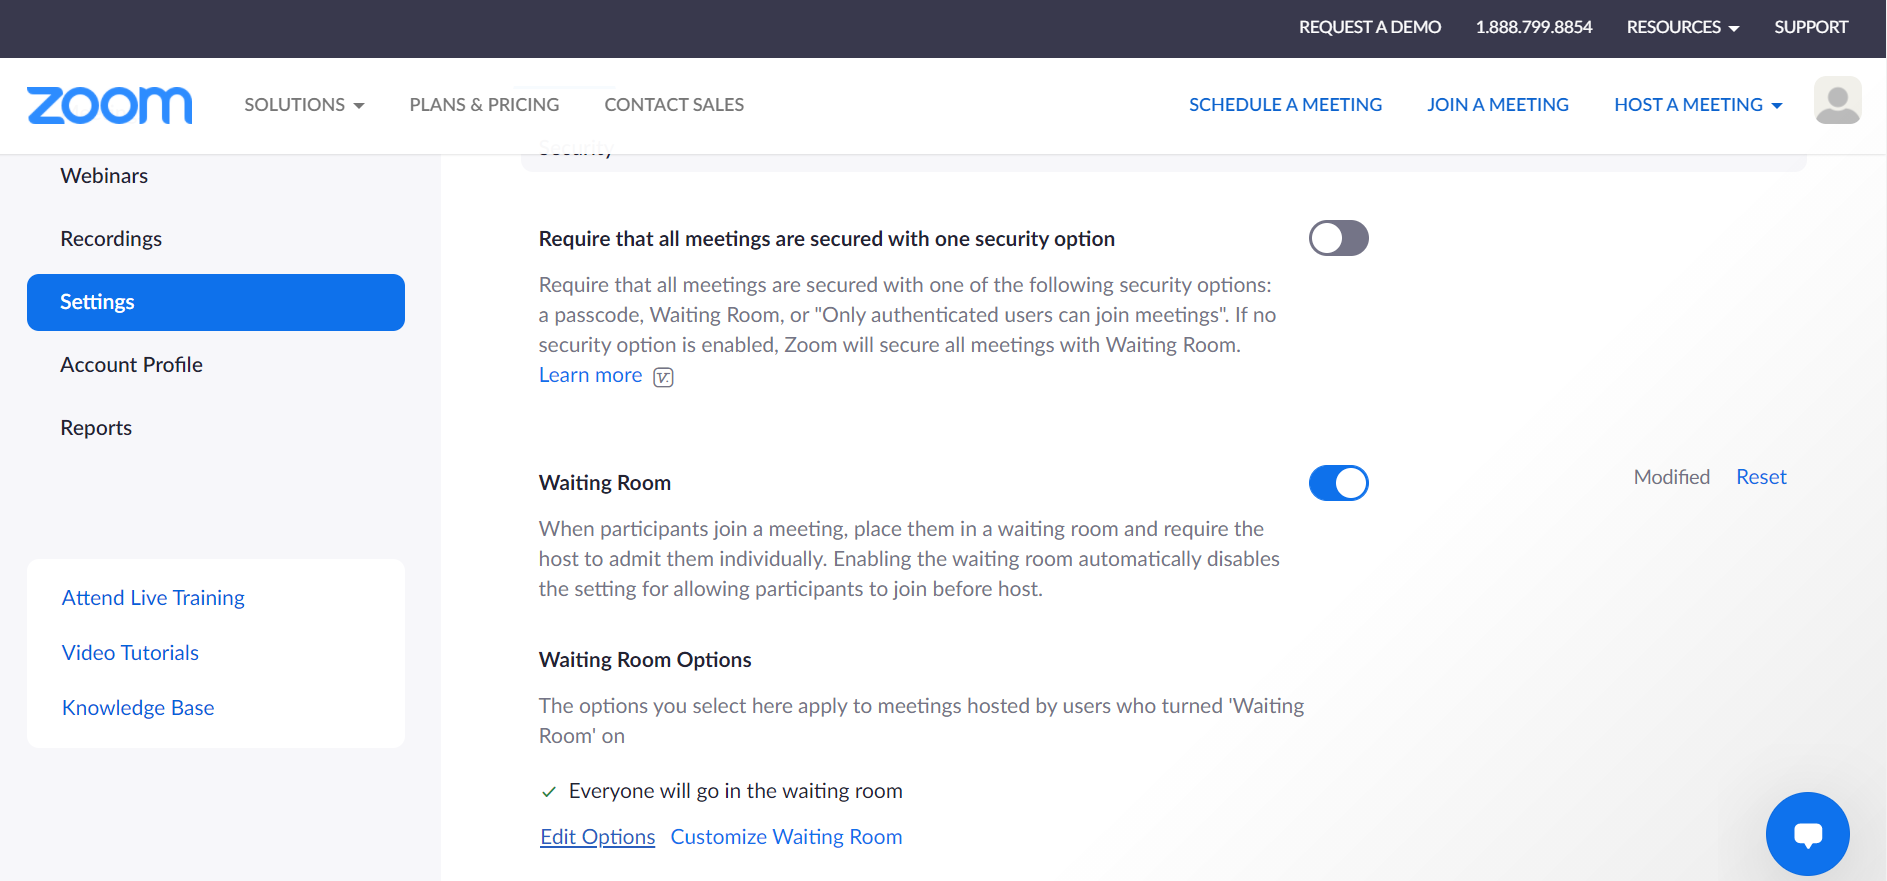 REQUEST A DEMO 1.888.799.8854 RESOURCES SUPPORT
zoom SOLUTIONS PLANS & PRICING CONTACT SALES SCHEDULE A MEETING JOIN A MEETING HOST A MEETING
Security
Webinars
Recordings
Settings
Account Profile
Reports
Attend Live Training
Video Tutorials
Knowledge Base
Require that all meetings are secured with one security option
Require that all meetings are secured with one of the following security options:
a passcode, Waiting Room, or "Only authenticated users can join meetings". If no
security option is enabled, Zoom will secure all meetings with Waiting Room.
Learn more V.
Waiting Room
Modified Reset
When participants join a meeting, place them in a waiting room and require the
host to admit them individually. Enabling the waiting room automatically disables
the setting for allowing participants to join before host.
Waiting Room Options
The options you select here apply to meetings hosted by users who turned 'Waiting
Room' on
Everyone will go in the waiting room
Edit Options Customize Waiting Room